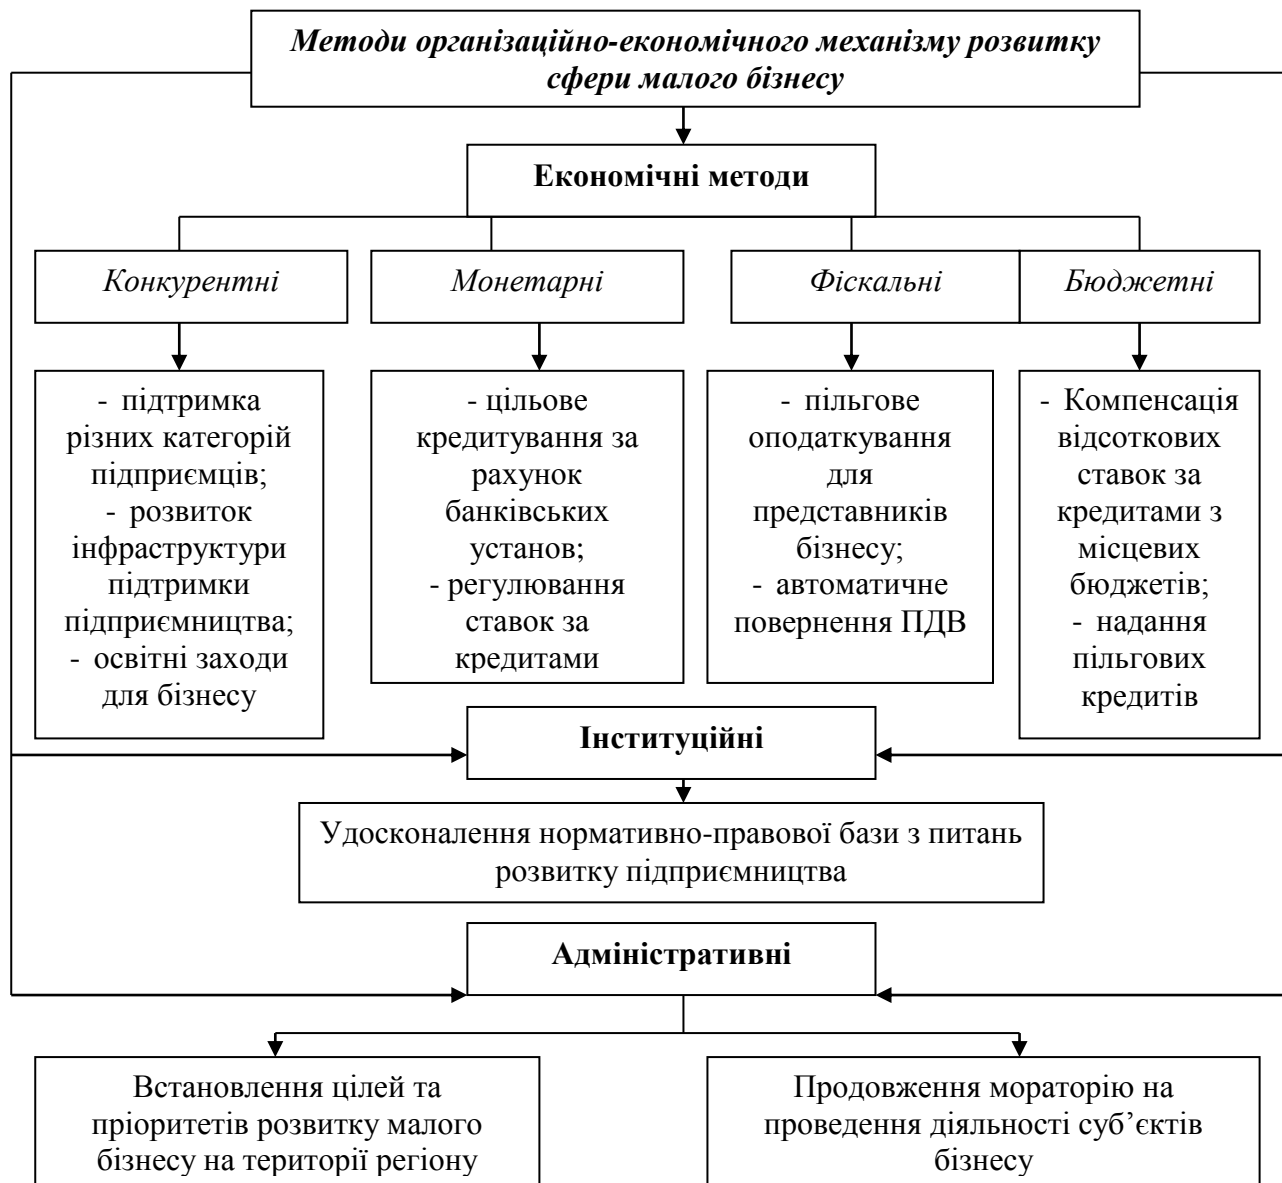 Методи організаційно-економічного механізму розвитку
сфери малого бізнесу
Економічні методи
Конкурентні
Монетарні
Фіскальні
Бюджетні
- підтримка
різних категорій
підприємців;
- розвиток
інфраструктури
підтримки
підприємництва;
- освітні заходи
для бізнесу
- цільове
кредитування за
рахунок
банківських
установ;
- регулювання
ставок за
кредитами
- пільгове
оподаткування
для
представників
бізнесу;
- автоматичне
повернення ПДВ
- Компенсація
відсоткових
ставок за
кредитами з
місцевих
бюджетів;
- надання
пільгових
кредитів
Інституційні
Удосконалення нормативно-правової бази з питань
розвитку підприємництва
Адміністративні
Встановлення цілей та
пріоритетів розвитку малого
бізнесу на території регіону
Продовження мораторію на
проведення діяльності суб’єктів
бізнесу